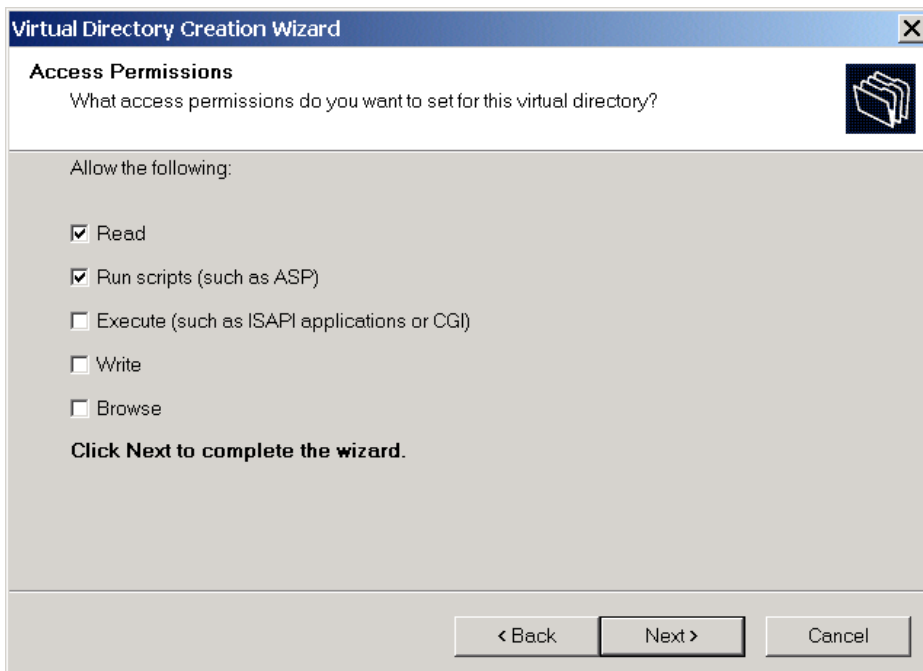 Virtual Directory Creation Wizard
Access Permissions
What access permissions do you want to set for this virtual directory?
Allow the following:
Read
Run scripts (such as ASP)
Execute (such as ISAPI applications or CGI)
Write
Browse
Click Next to complete the wizard.
< Back
Next >
Cancel